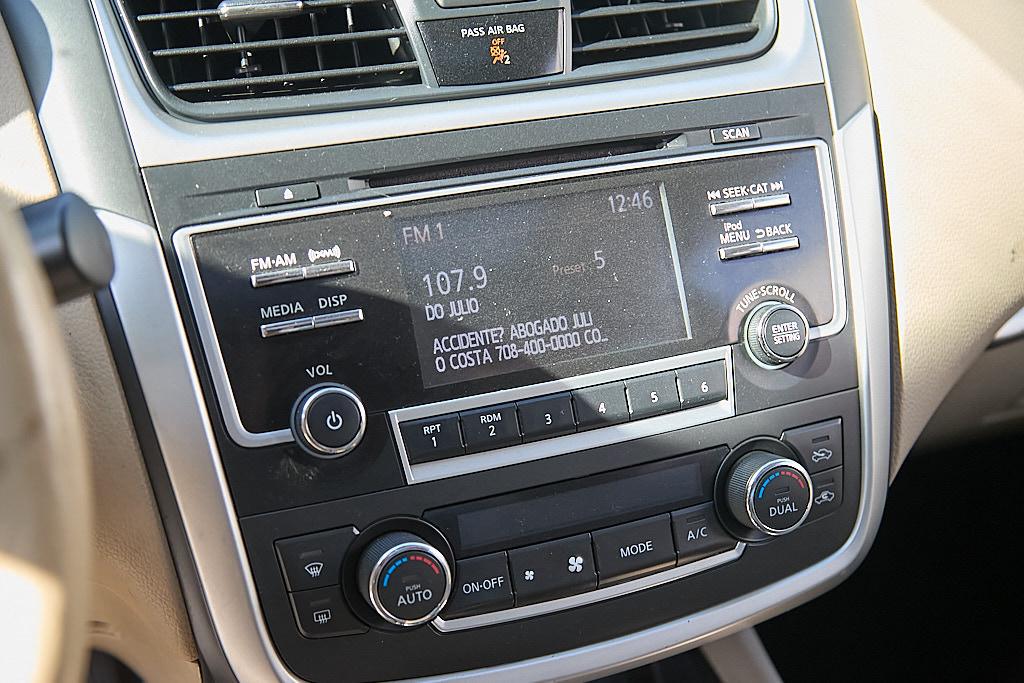 PASS AIR BAG
OFF
2
SCAN
12:46
FM 1
SEEK·CAT
iPod
MENU BACK
FM·AM
MEDIA DISP
107.9
Preset 5
DO JULIO
ACCIDENTE? ABOGADO JULI
O COSTA 708-400-0000 CO_
TUNE·SCROLL
ENTER
SETTING
VOL
RPT
1
RDM
2
3
4
5
6
PUSH
DUAL
PUSH
AUTO
ON·OFF
MODE
A/C